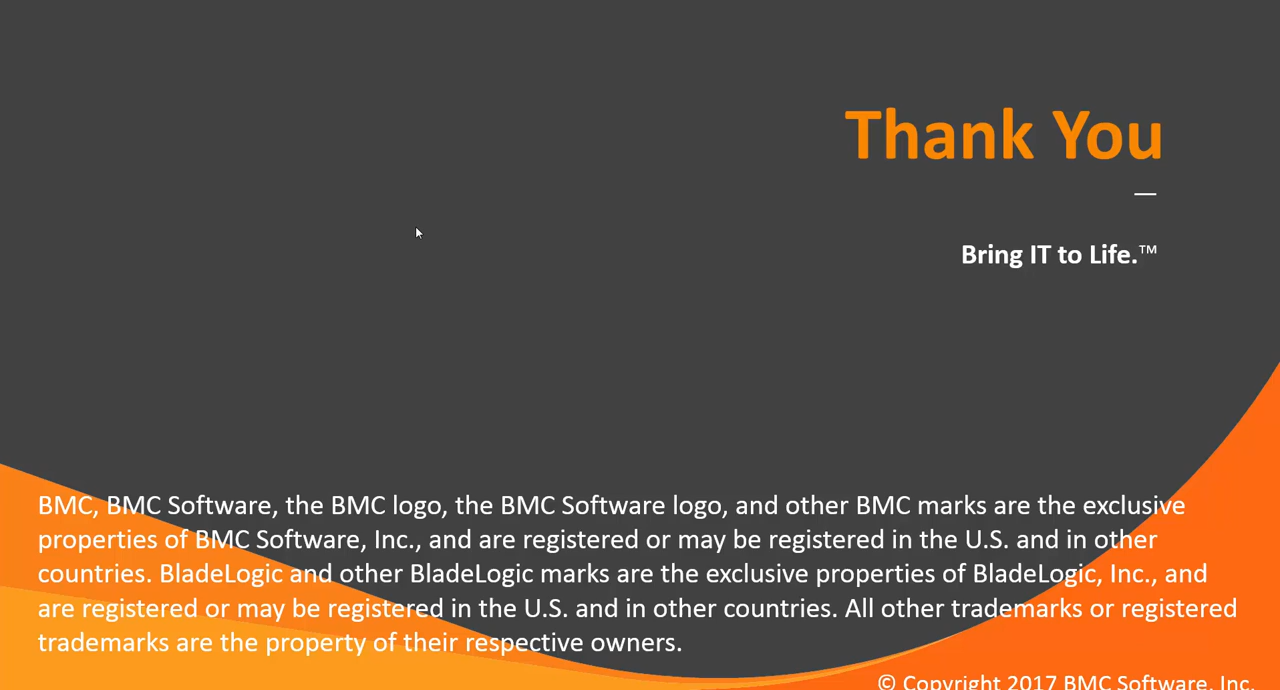 Thank You
—
Bring IT to Life.™
BMC, BMC Software, the BMC logo, the BMC Software logo, and other BMC marks are the exclusive
properties of BMC Software, Inc., and are registered or may be registered in the U.S. and in other
countries. BladeLogic and other BladeLogic marks are the exclusive properties of BladeLogic, Inc., and
are registered or may be registered in the U.S. and in other countries. All other trademarks or registered
trademarks are the property of their respective owners.
© Copyright 2017 BMC Software, Inc.